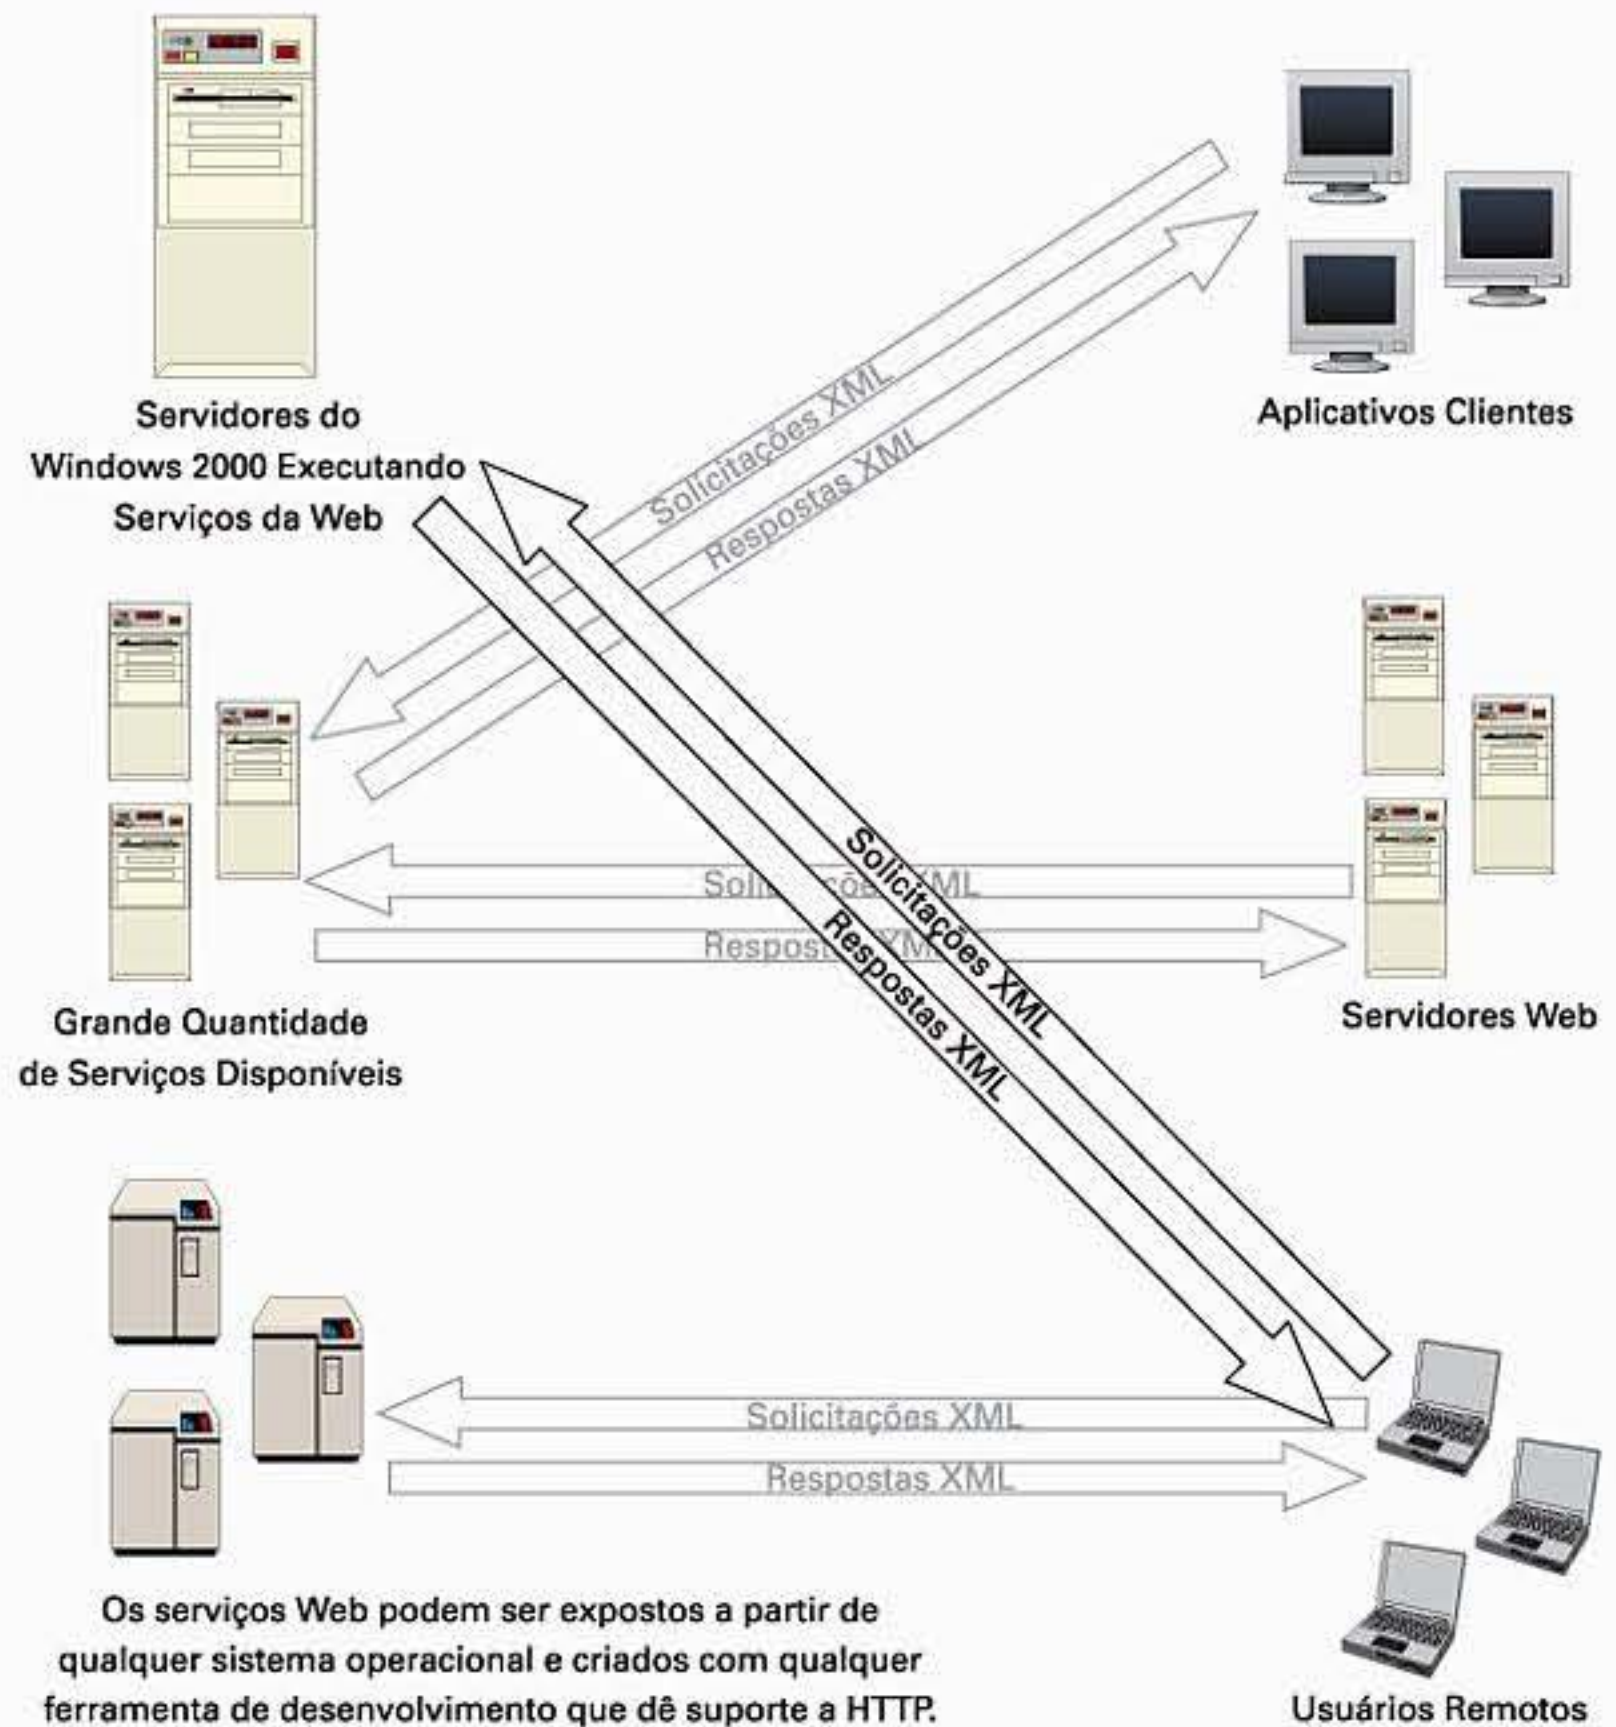 Servidores do
Windows 2000 Executando
Serviços da Web
Aplicativos Clientes
Solicitações XML
Respostas XML
Solicitações XML
Respostas XML
XML
Grande Quantidade
de Serviços Disponíveis
Servidores Web
Solicitações XML
Respostas XML
Os serviços Web podem ser expostos a partir de
qualquer sistema operacional e criados com qualquer
ferramenta de desenvolvimento que dê suporte a HTTP.
Usuários Remotos